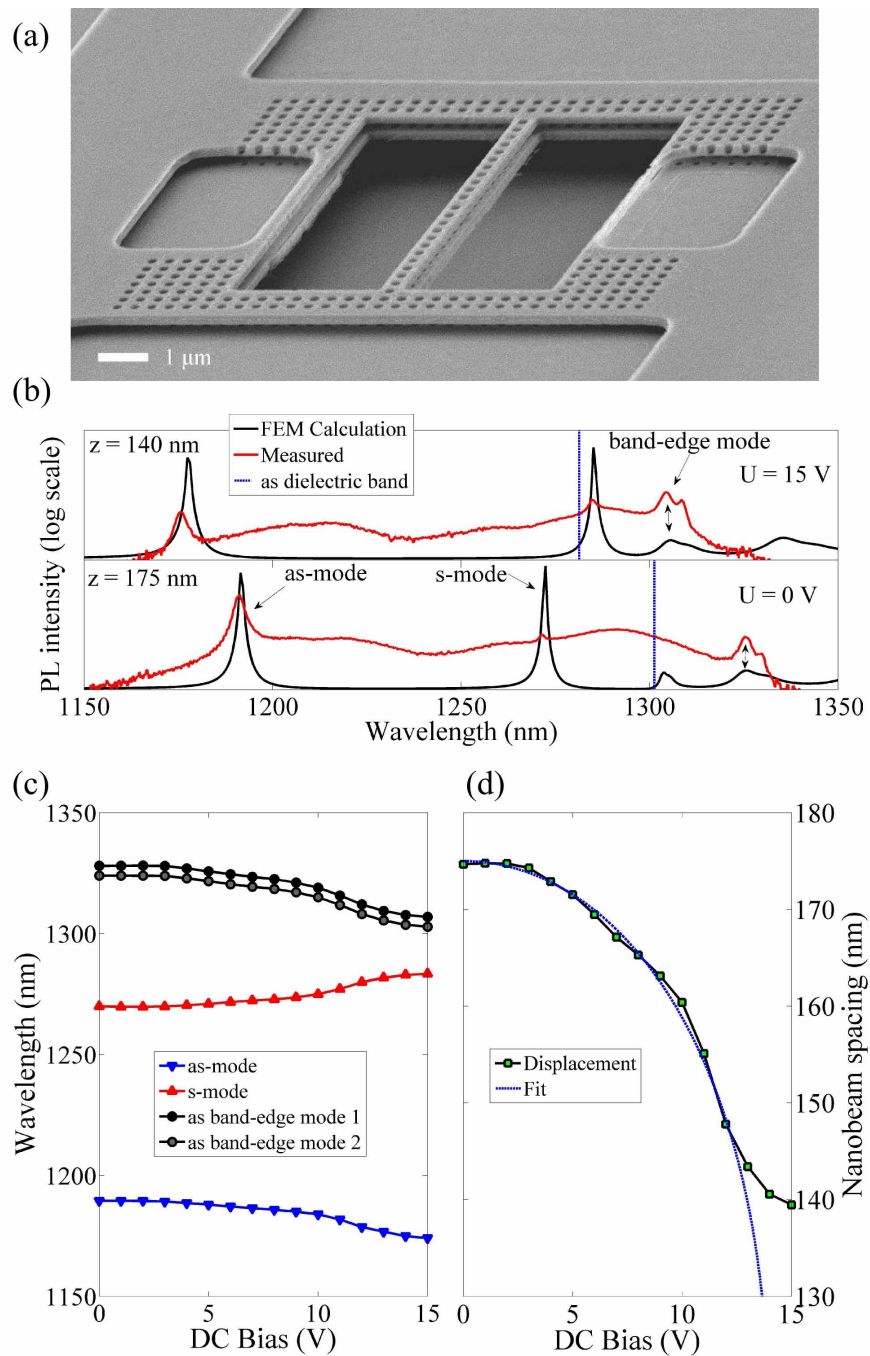 (a)
1 μm
(b)
z = 140 nm
FEM Calculation
Measured
as dielectric band
band-edge mode
U = 15 V
z = 175 nm
as-mode
s-mode
U = 0 V
PL intensity (log scale)
1150 1200 1250 1300 1350
Wavelength (nm)
(c)
1350
1300
1250
1200
1150
Wavelength (nm)
as-mode
s-mode
as band-edge mode 1
as band-edge mode 2
0 5 10 15
DC Bias (V)
(d)
180
170
160
150
140
130
Nanobeam spacing (nm)
Displacement
Fit
0 5 10 15
DC Bias (V)